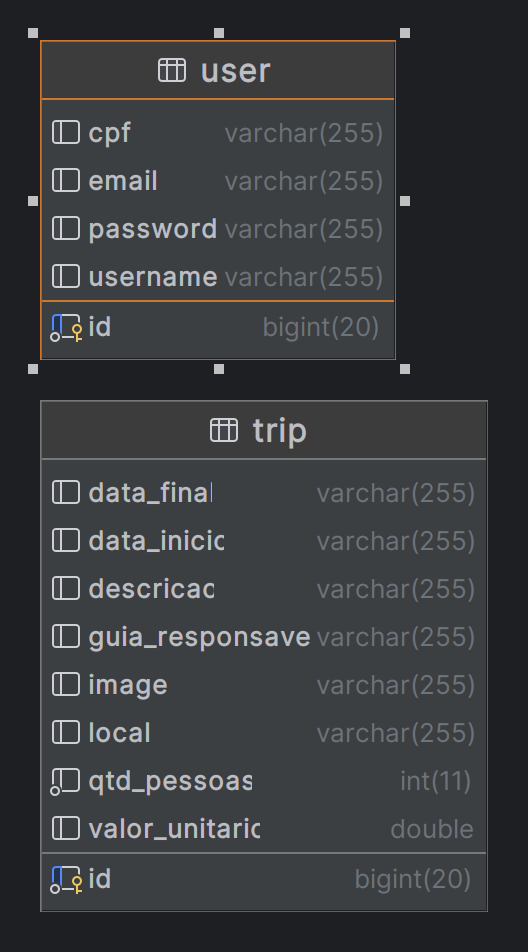 user
cpf varchar(255)
email varchar(255)
password varchar(255)
username varchar(255)
id bigint(20)
trip
data_final varchar(255)
data_inicio varchar(255)
descricao varchar(255)
guia_responsave varchar(255)
image varchar(255)
local varchar(255)
qtd_pessoas int(11)
valor_unitario double
id bigint(20)